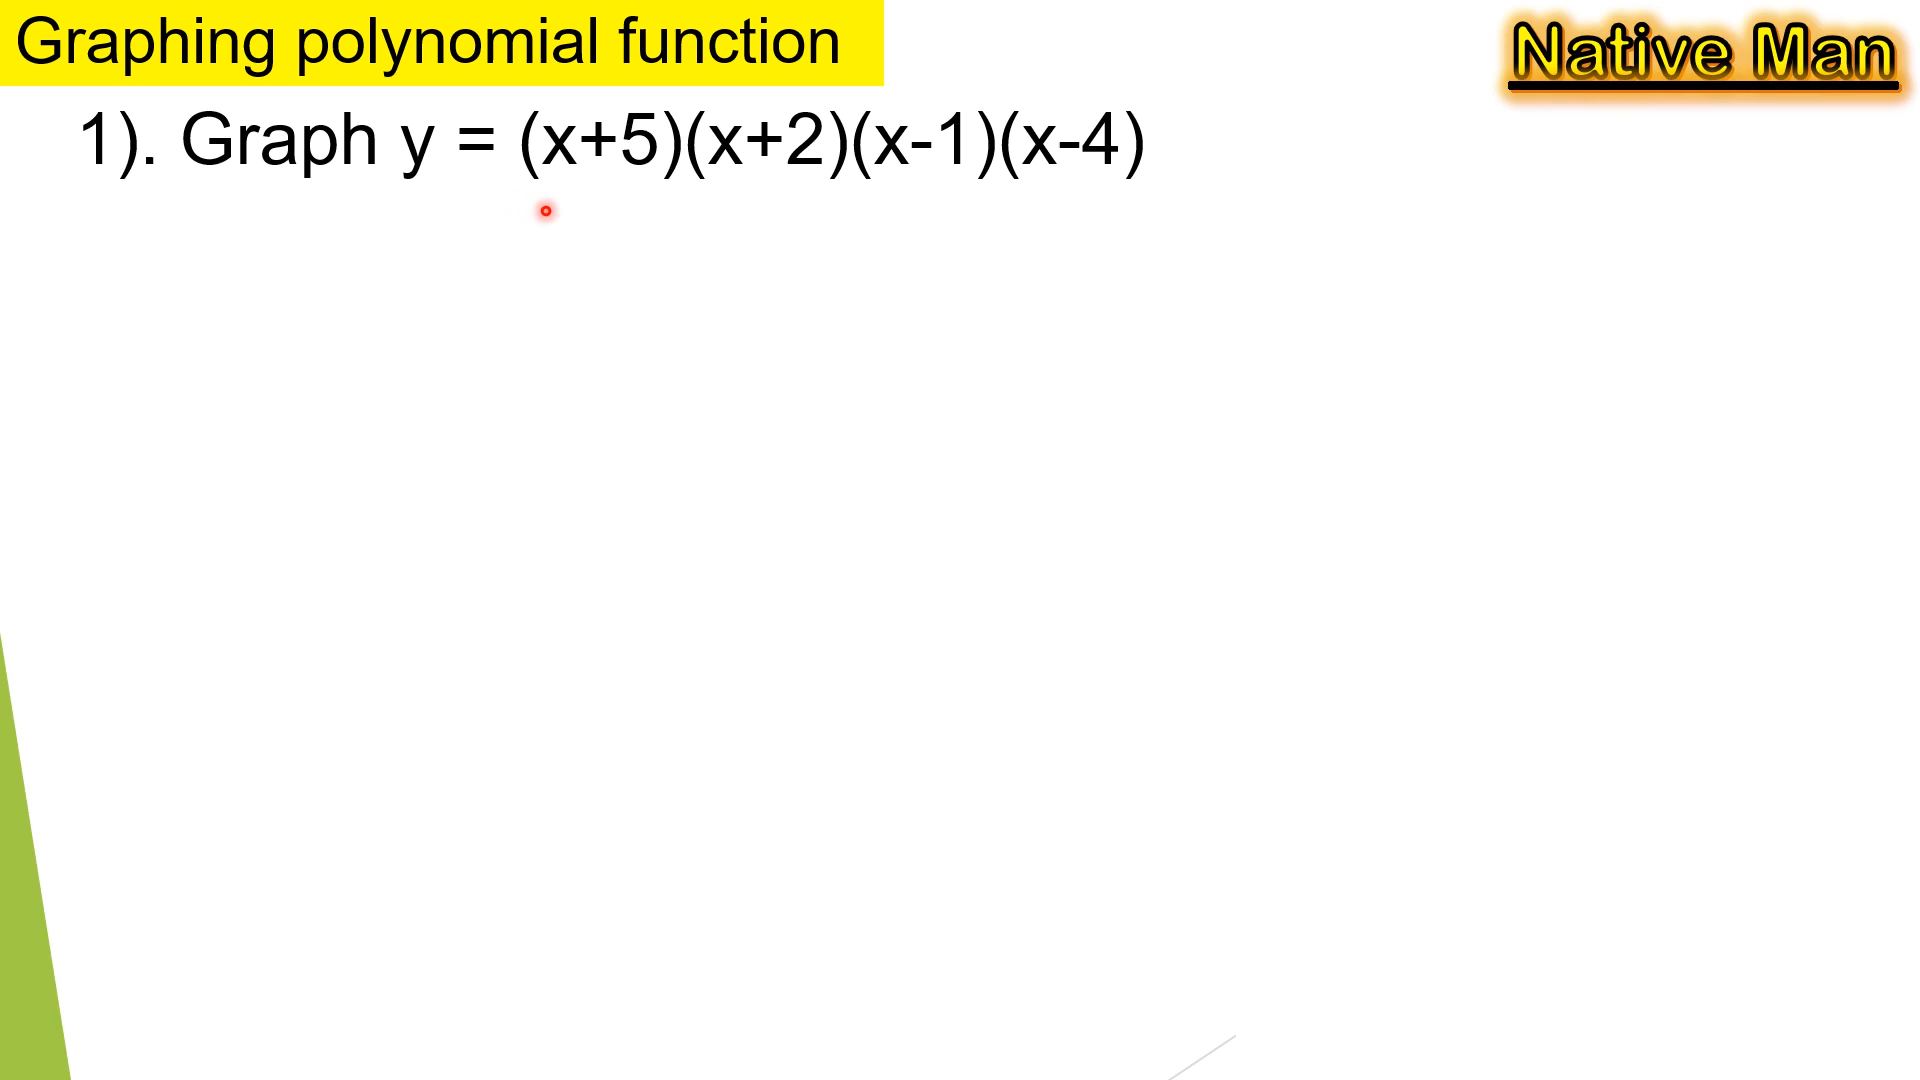 Graphing polynomial function
Native Man
1). Graph y = (x+5)(x+2)(x-1)(x-4)